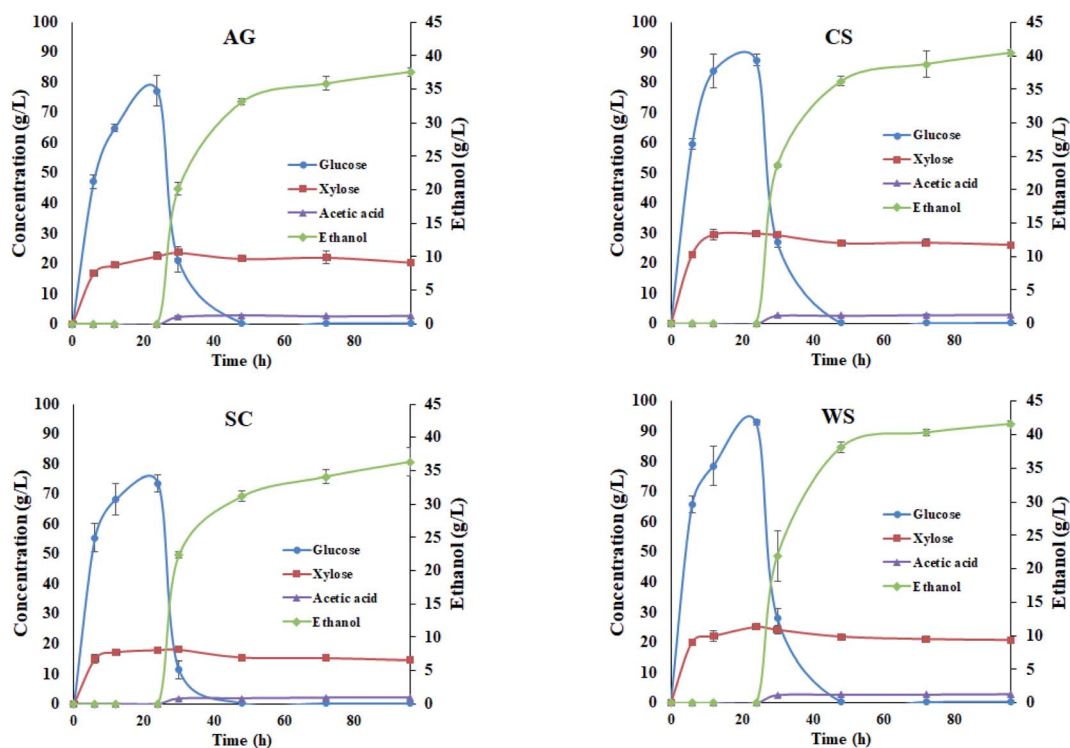 AG
100
90
80
70
60
50
40
30
20
10
0
Concentration (g/L)
45
40
35
30
25
20
15
10
5
0
Ethanol (g/L)
Glucose
Xylose
Acetic acid
Ethanol
0 20 40 60 80
Time (h)
CS
100
90
80
70
60
50
40
30
20
10
0
Concentration (g/L)
45
40
35
30
25
20
15
10
5
0
Ethanol (g/L)
Glucose
Xylose
Acetic acid
Ethanol
0 20 40 60 80
Time (h)
SC
100
90
80
70
60
50
40
30
20
10
0
Concentration (g/L)
45
40
35
30
25
20
15
10
5
0
Ethanol (g/L)
Glucose
Xylose
Acetic acid
Ethanol
0 20 40 60 80
Time (h)
WS
100
90
80
70
60
50
40
30
20
10
0
Concentration (g/L)
45
40
35
30
25
20
15
10
5
0
Ethanol (g/L)
Glucose
Xylose
Acetic acid
Ethanol
0 20 40 60 80
Time (h)